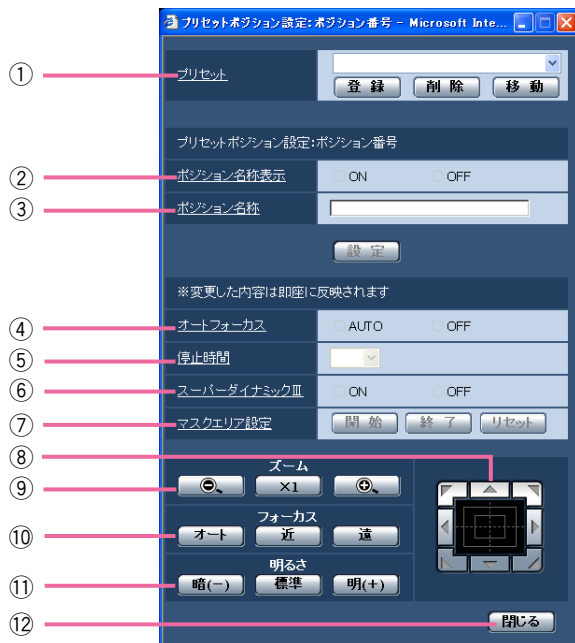 プリセットポジション設定:ポジション番号 - Microsoft Inte...
① プリセット
登録 削除 移動
プリセットポジション設定:ポジション番号
② ポジション名称表示 ON OFF
③ ポジション名称
設定
※変更した内容は即座に反映されます
④ オートフォーカス AUTO OFF
⑤ 停止時間
⑥ スーパーダイナミックⅢ ON OFF
⑦ マスクエリア設定 開始 終了 リセット
⑧
ズーム
⑨ ×1
フォーカス
⑩ オート 近 遠
明るさ
⑪ 暗(-) 標準 明(+)
⑫ 閉じる